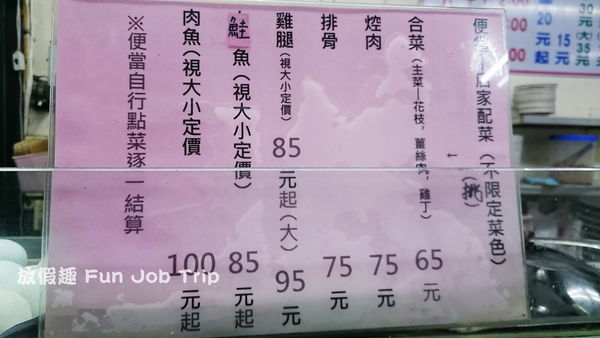 便當—店家配菜（不限定菜色）
←（挑）
合菜（主菜—花枝，薑絲肉，雞丁）65元
焢肉 75元
排骨 75元
雞腿（視大小定價）85元起（大）95元
鮭魚（視大小定價）85元起
肉魚（視大小定價）100元起
※便當自行點菜逐一結算
放假趣 Fun Job Trip